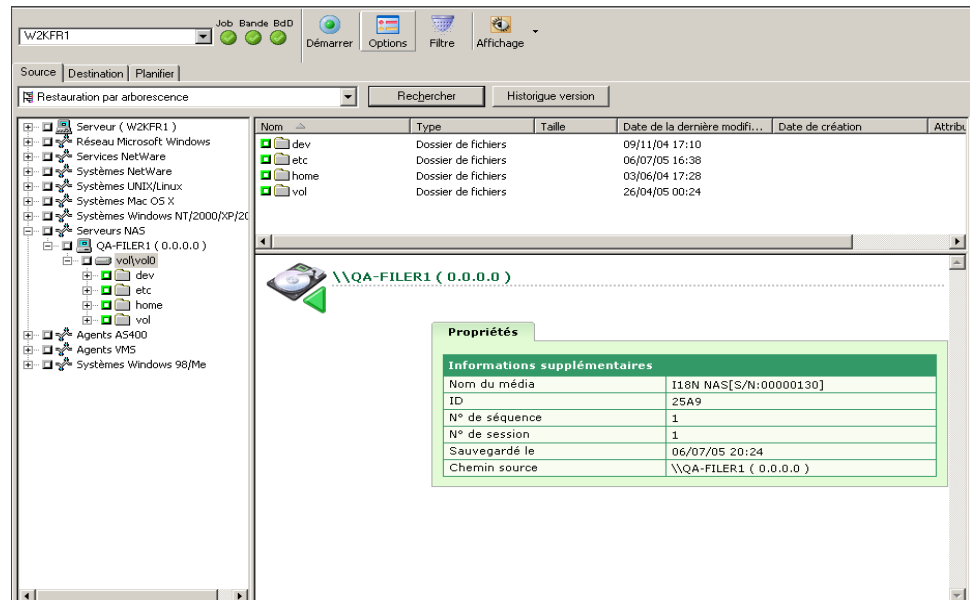 W2KFR1
Job Bande BdD
Démarrer Options Filtre Affichage
Source Destination Planifier
Restauration par arborescence
Rechercher
Historique version
Serveur ( W2KFR1 )
Réseau Microsoft Windows
Services NetWare
Systèmes NetWare
Systèmes UNIX/Linux
Systèmes Mac OS X
Systèmes Windows NT/2000/XP/20
Serveurs NAS
QA-FILER1 ( 0.0.0.0 )
vol\vol0
dev
etc
home
vol
Agents AS400
Agents VMS
Systèmes Windows 98/Me
Nom Type Taille Date de la dernière modifi... Date de création Attribu
dev Dossier de fichiers 09/11/04 17:10
etc Dossier de fichiers 06/07/05 16:38
home Dossier de fichiers 03/06/04 17:28
vol Dossier de fichiers 26/04/05 00:24
\\QA-FILER1 ( 0.0.0.0 )
Propriétés
Informations supplémentaires
Nom du média I18N NAS[S/N:00000130]
ID 25A9
N° de séquence 1
N° de session 1
Sauvegardé le 06/07/05 20:24
Chemin source \\QA-FILER1 ( 0.0.0.0 )